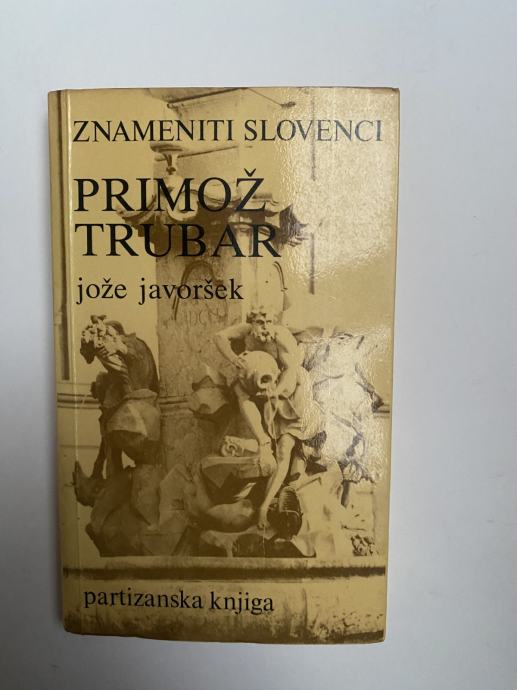 ZNAMENITI SLOVENCI
PRIMOŽ
TRUBAR
jože javoršek
partizanska knjiga